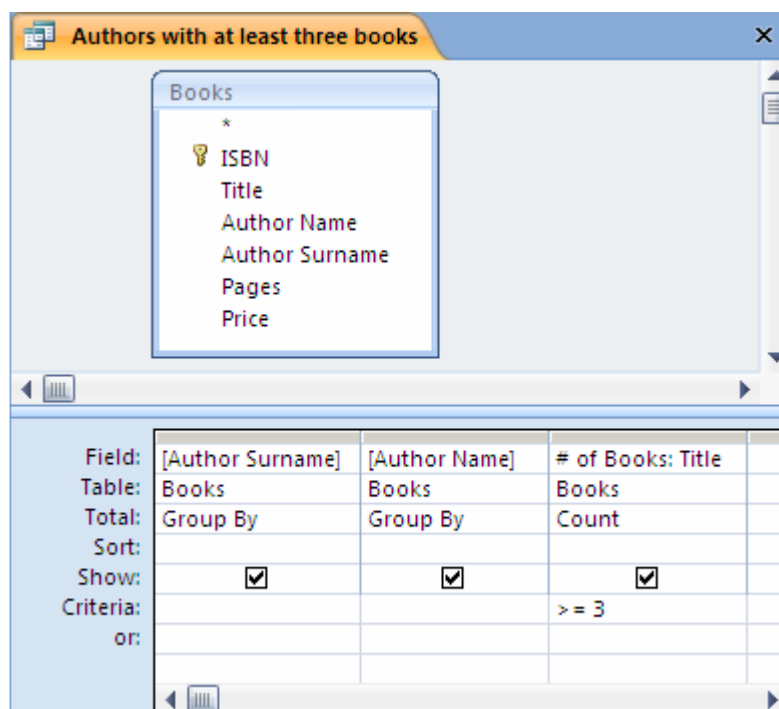 Authors with at least three books
Books
*
ISBN
Title
Author Name
Author Surname
Pages
Price
Field: [Author Surname] [Author Name] # of Books: Title
Table: Books Books Books
Total: Group By Group By Count
Sort:
Show:
Criteria: >= 3
or: